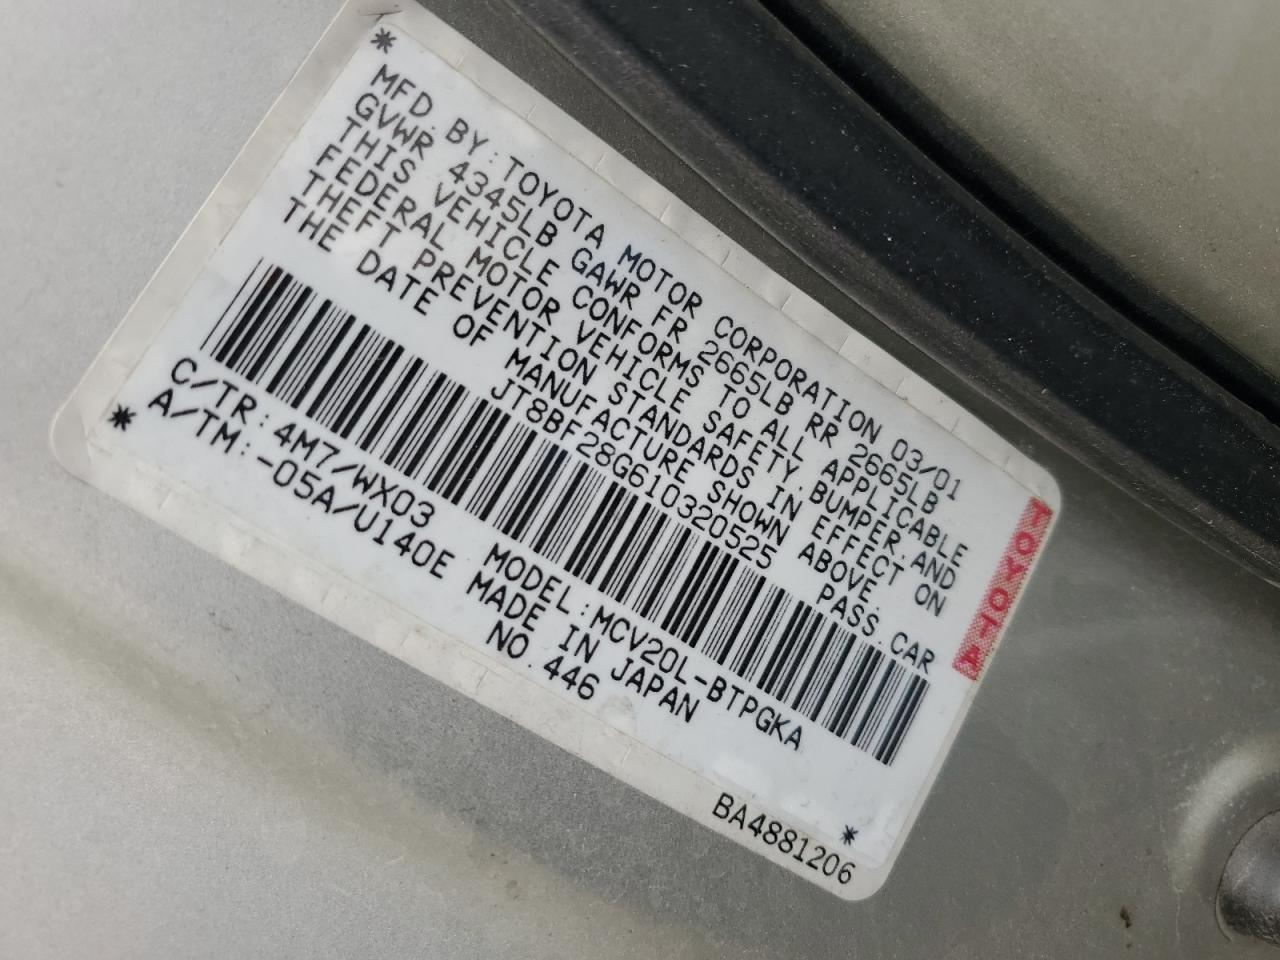 MFD BY:TOYOTA MOTOR CORPORATION 03/01
GVWR 4345LB GAWR FR 2665LB RR 2665LB
THIS VEHICLE CONFORMS TO ALL APPLICABLE
FEDERAL MOTOR VEHICLE SAFETY,BUMPER,AND
THEFT PREVENTION STANDARDS IN EFFECT ON
THE DATE OF MANUFACTURE SHOWN ABOVE.
JT8BF28G610320525 PASS.CAR
C/TR:4M7/WX03 MODEL:MCV20L-BTPGKA
A/TM:-05A/U140E MADE IN JAPAN
NO.446
TOYOTA
BA4881206